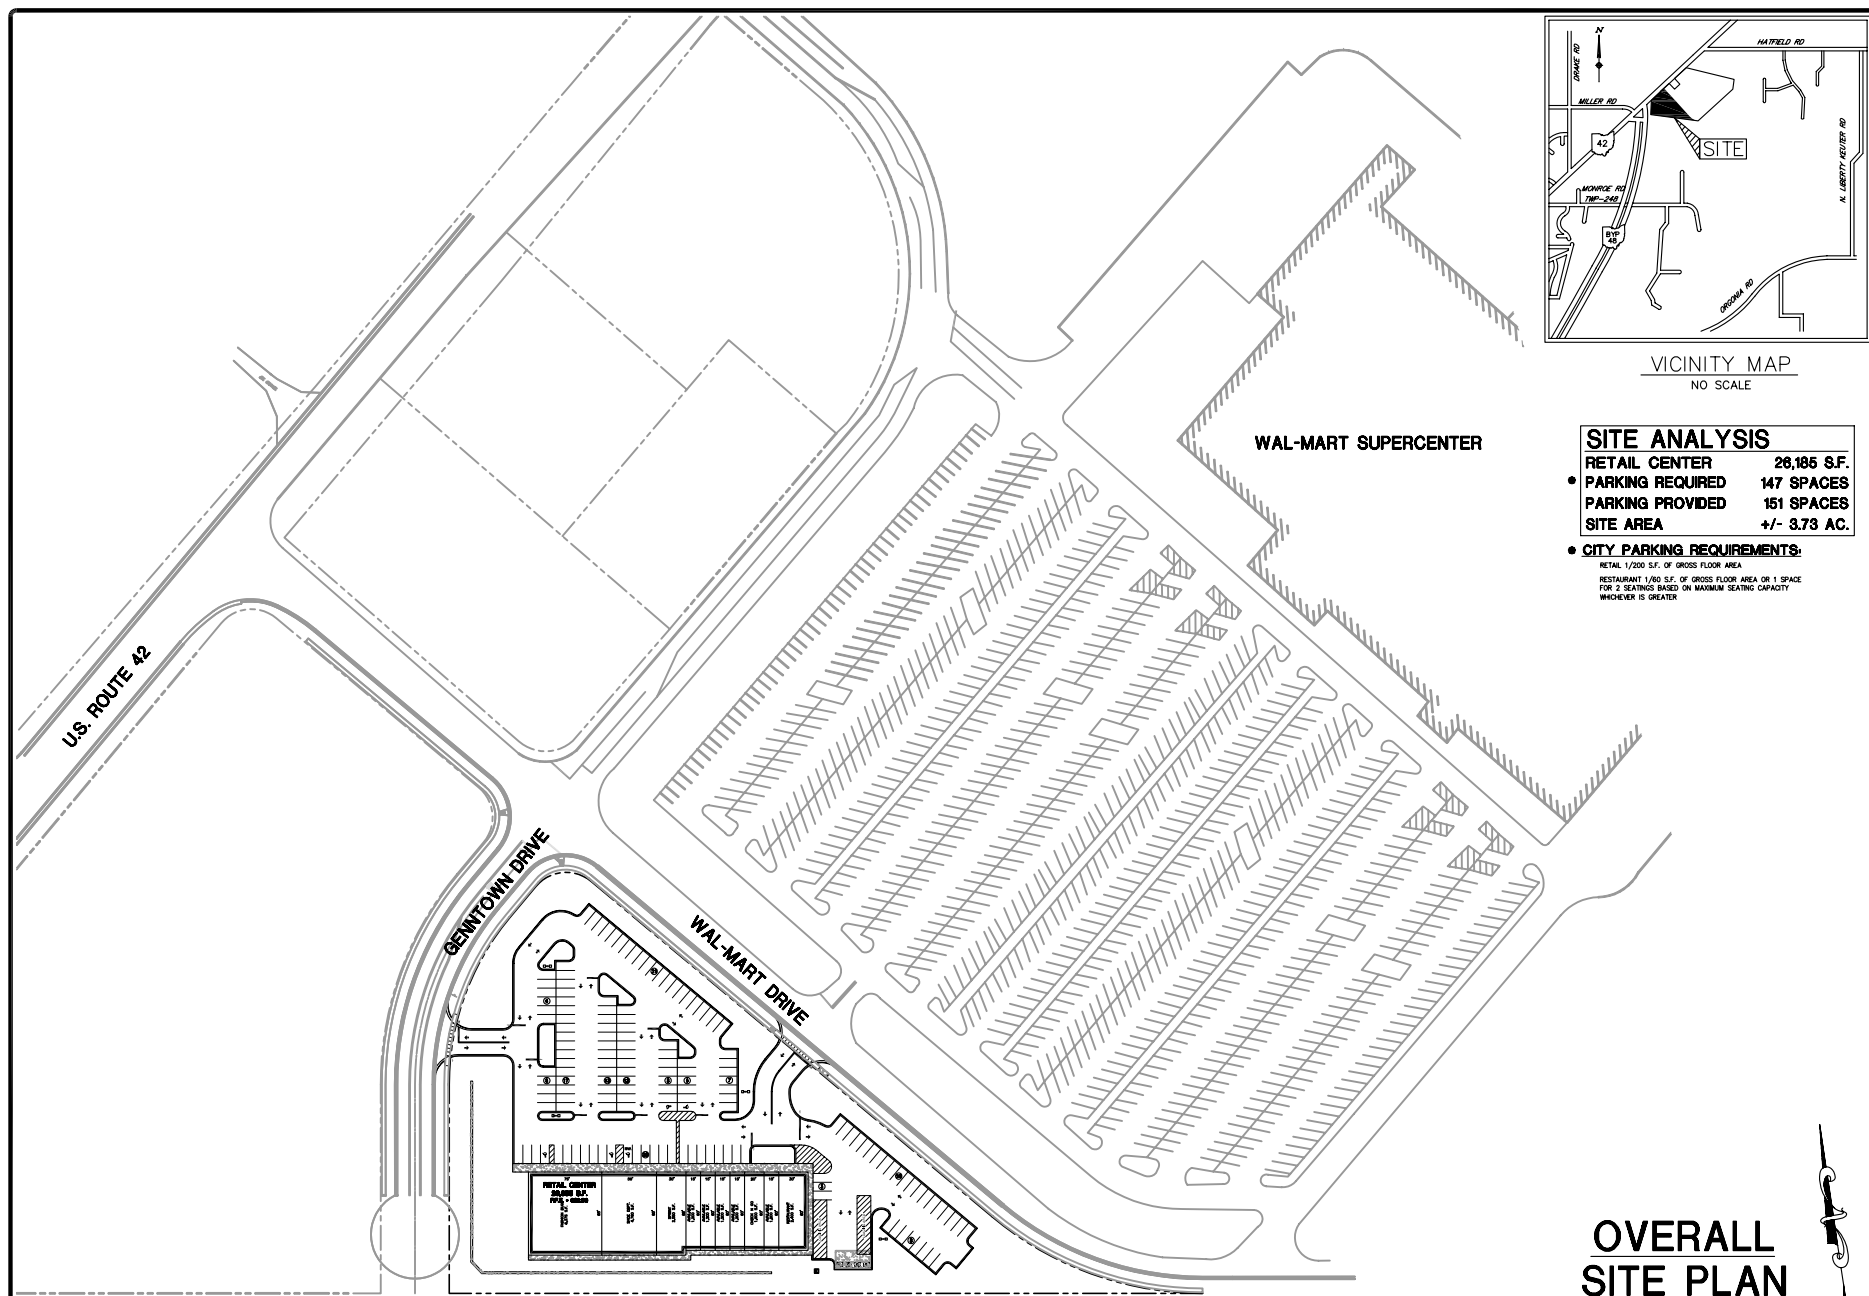 N
HATFIELD RD
DRAKE RD
MILLER RD
42
SITE
N. LIBERTY KEUTER RD
MONROE RD
TWP-248
BYP
48
OREGONIA RD
VICINITY MAP
NO SCALE
WAL-MART SUPERCENTER
SITE ANALYSIS
RETAIL CENTER 26,185 S.F.
• PARKING REQUIRED 147 SPACES
PARKING PROVIDED 151 SPACES
SITE AREA +/- 3.73 AC.
• CITY PARKING REQUIREMENTS:
RETAIL 1/200 S.F. OF GROSS FLOOR AREA
RESTAURANT 1/60 S.F. OF GROSS FLOOR AREA OR 1 SPACE
FOR 2 SEATINGS BASED ON MAXIMUM SEATING CAPACITY
WHICHEVER IS GREATER
U.S. ROUTE 42
GENNTOWN DRIVE
WAL-MART DRIVE
RETAIL CENTER
OVERALL
SITE PLAN